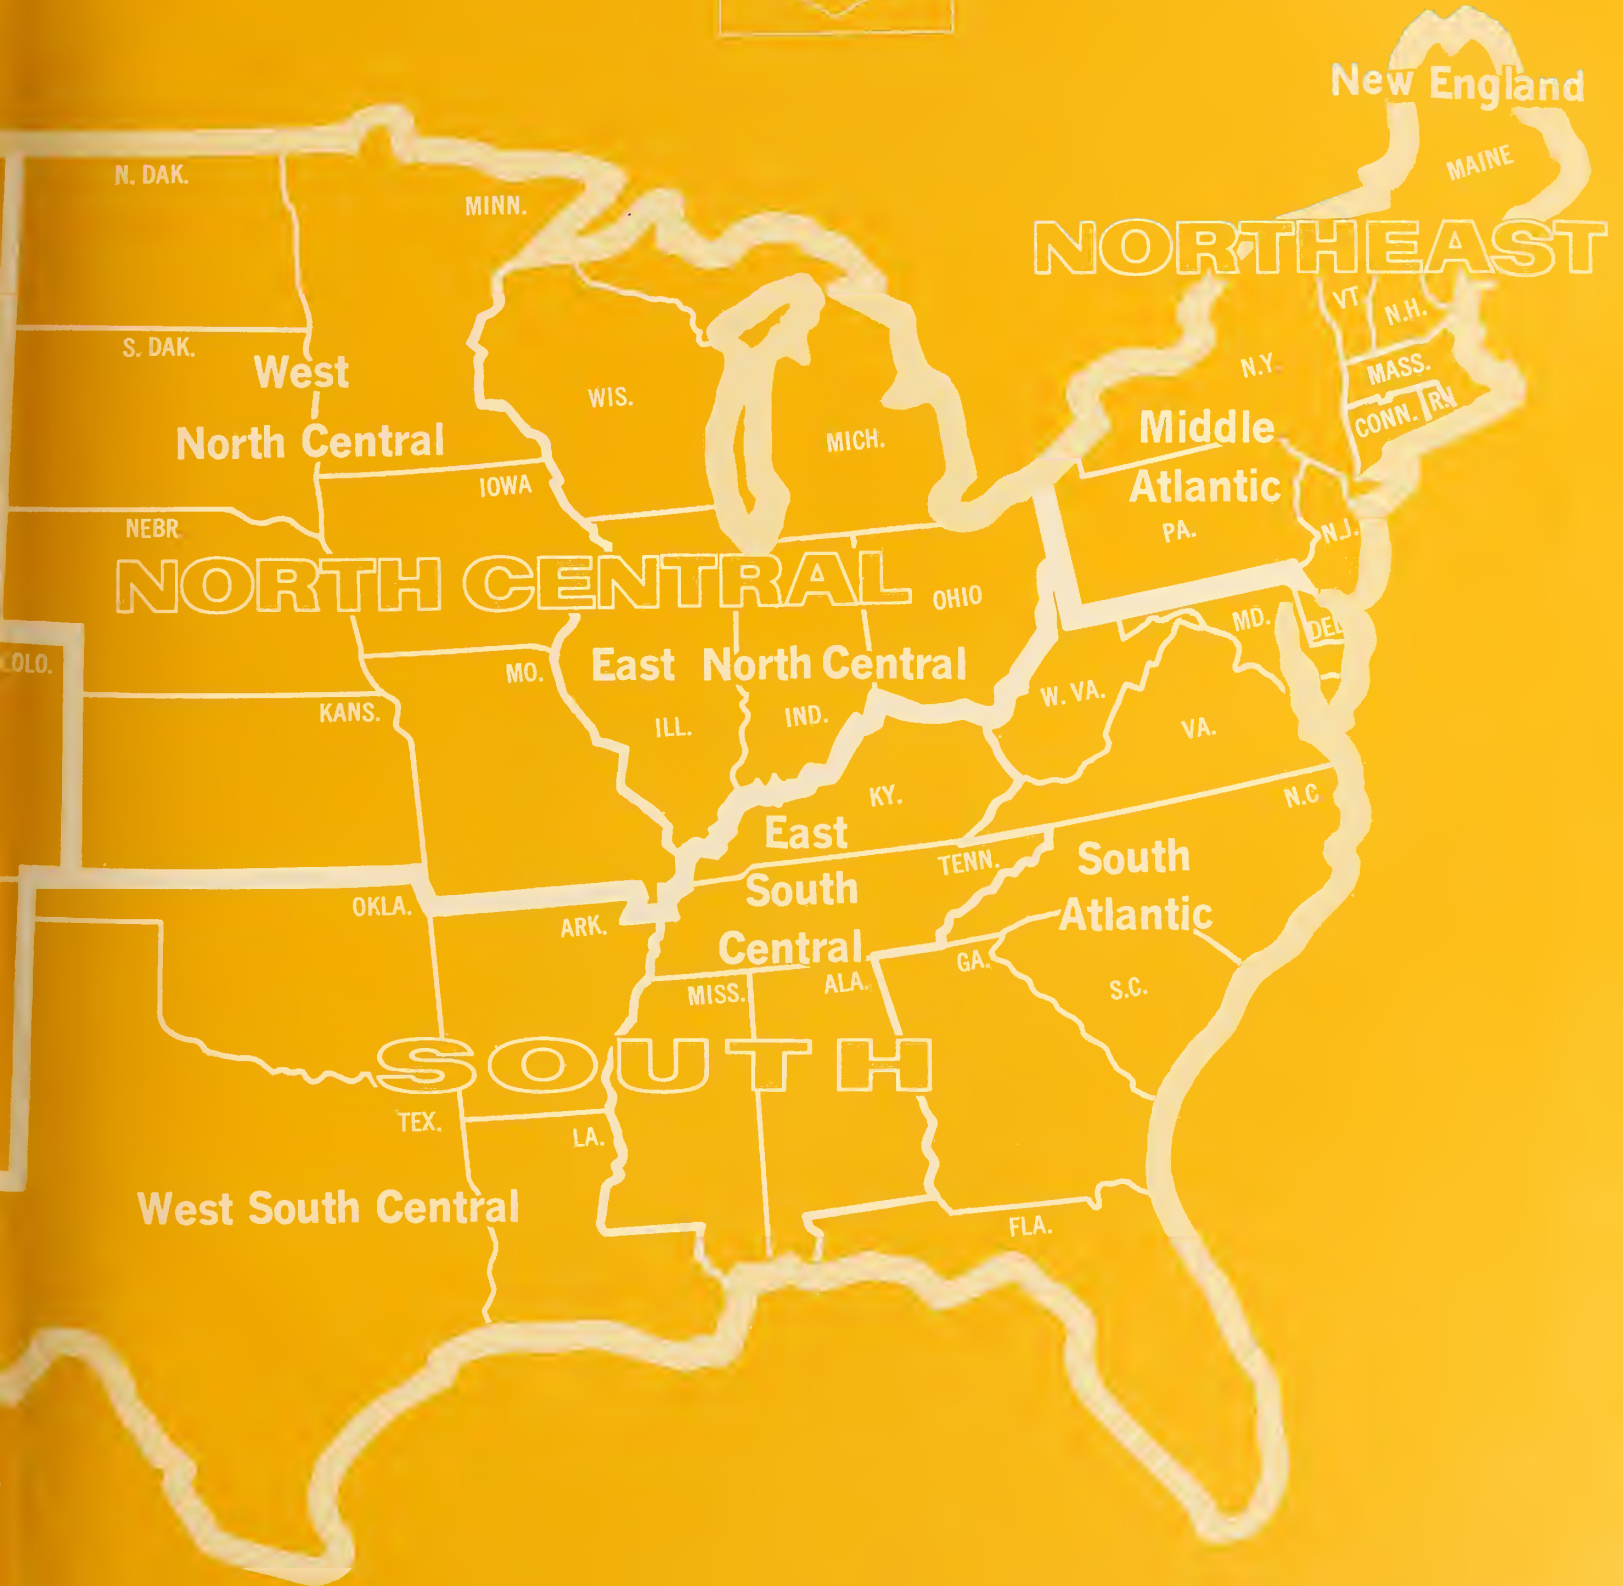 New England
MAINE
N. DAK.
MINN.
NORTHEAST
VT
N.H.
S. DAK.
West
N.Y.
MASS.
WIS.
R.I.
CONN.
Middle
North Central
MICH.
IOWA
Atlantic
NEBR
PA.
N.J.
NORTH CENTRAL
OHIO
MD.
DEL
COLO.
MO.
East North Central
W. VA.
KANS.
ILL.
IND.
VA.
KY.
N.C
East
TENN.
South
South
OKLA.
ARK.
Atlantic
Central
GA.
MISS.
ALA.
S.C.
SOUTH
TEX.
LA.
West South Central
FLA.